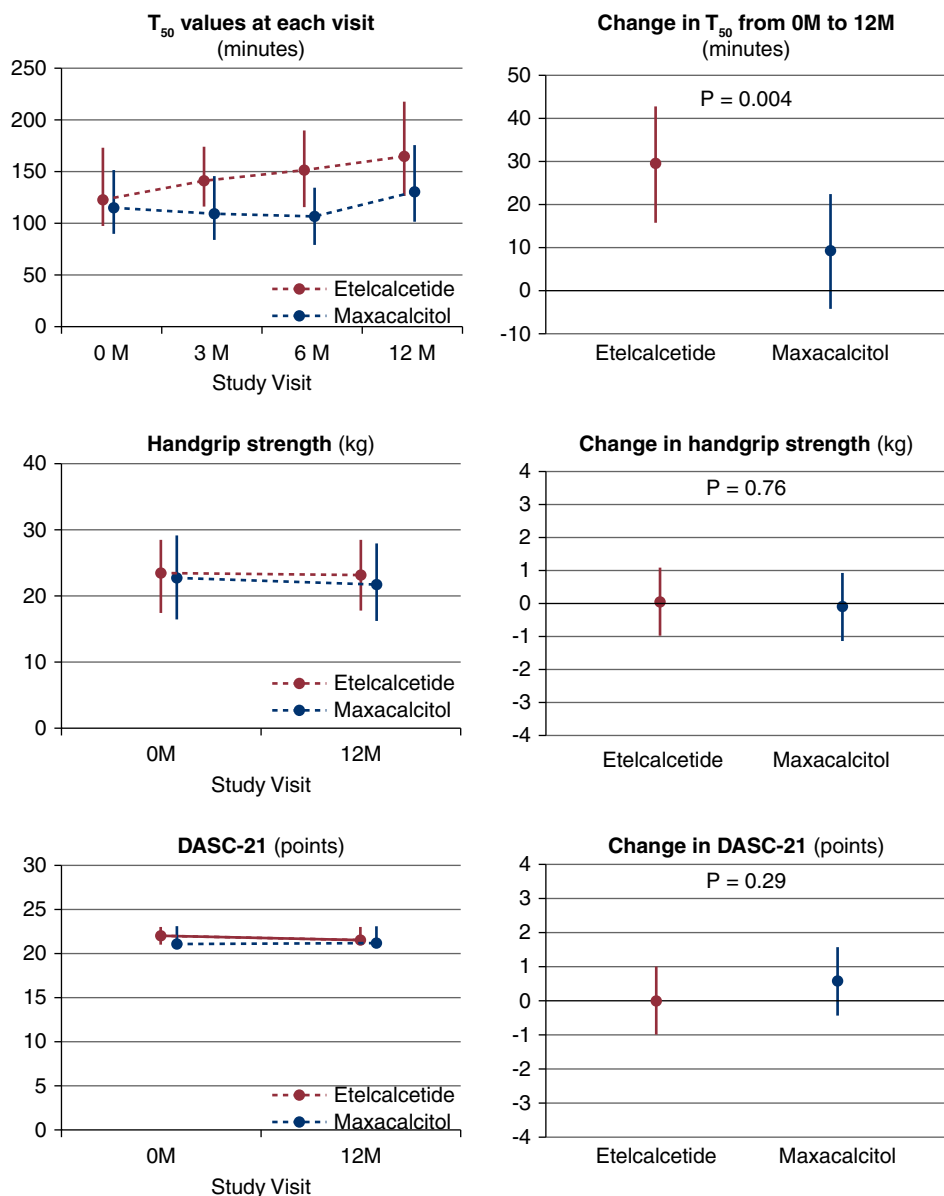 T50 values at each visit
(minutes)
250
200
150
100
50
0
Etelcalcetide
Maxacalcitol
0 M 3 M 6 M 12 M
Study Visit
Change in T50 from 0M to 12M
(minutes)
50
40
30
20
10
0
-10
P = 0.004
Etelcalcetide Maxacalcitol
Handgrip strength (kg)
40
30
20
10
0
Etelcalcetide
Maxacalcitol
0M 12M
Study Visit
Change in handgrip strength (kg)
4
3
2
1
0
-1
-2
-3
-4
P = 0.76
Etelcalcetide Maxacalcitol
DASC-21 (points)
30
25
20
15
10
5
0
Etelcalcetide
Maxacalcitol
0M 12M
Study Visit
Change in DASC-21 (points)
4
3
2
1
0
-1
-2
-3
-4
P = 0.29
Etelcalcetide Maxacalcitol